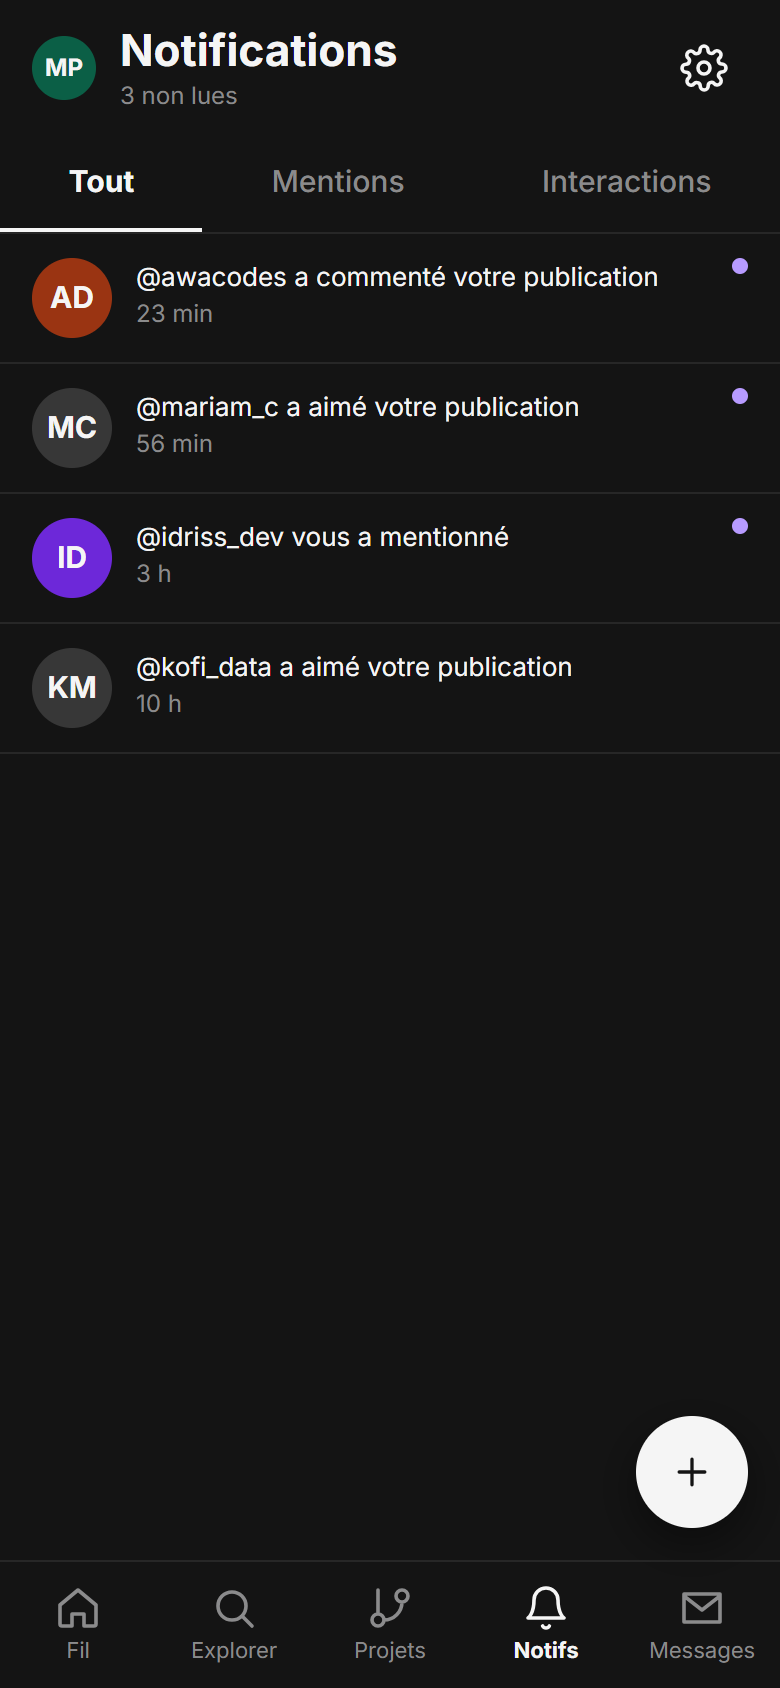 MP
Notifications
3 non lues
Tout
Mentions
Interactions
AD
@awacodes a commenté votre publication
23 min
MC
@mariam_c a aimé votre publication
56 min
ID
@idriss_dev vous a mentionné
3 h
KM
@kofi_data a aimé votre publication
10 h
Fil
Explorer
Projets
Notifs
Messages